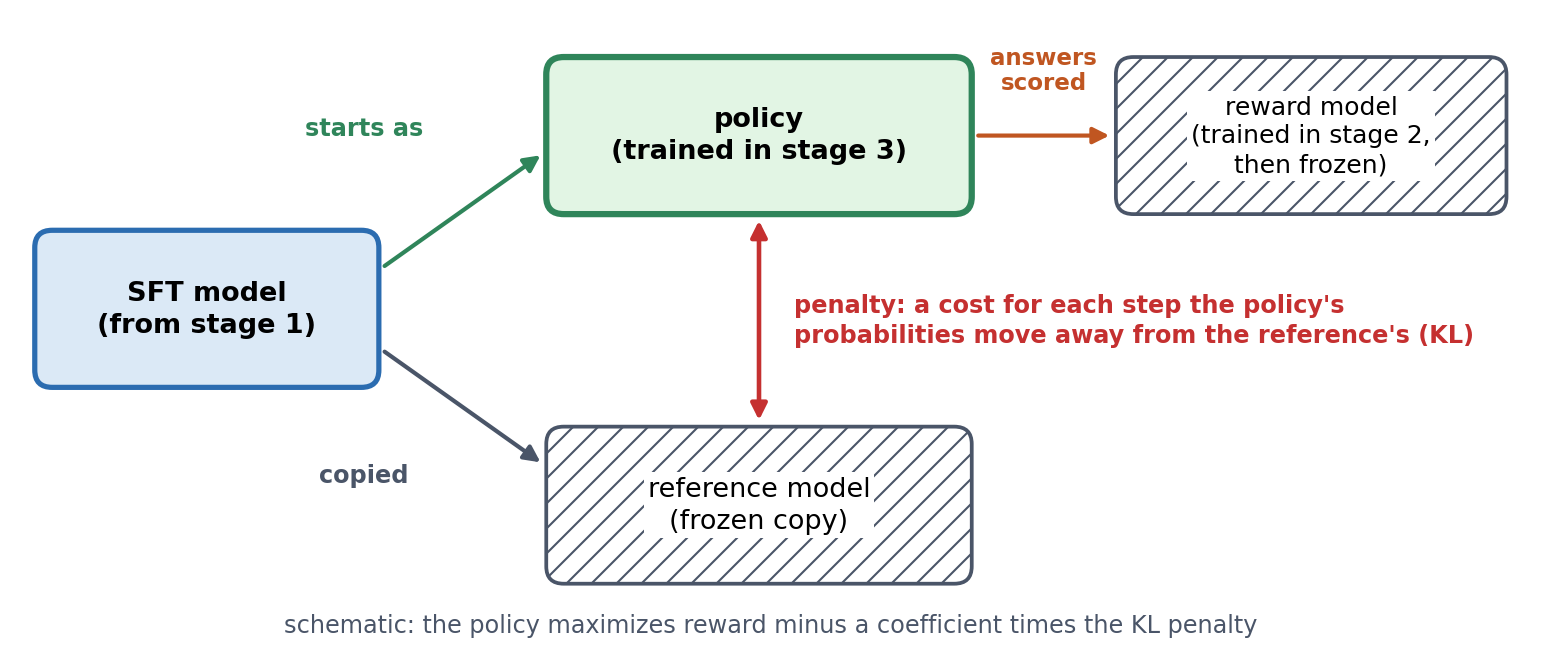 answers
scored
policy
(trained in stage 3)
reward model
(trained in stage 2,
then frozen)
starts as
SFT model
(from stage 1)
penalty: a cost for each step the policy's
probabilities move away from the reference's (KL)
copied
reference model
(frozen copy)
schematic: the policy maximizes reward minus a coefficient times the KL penalty